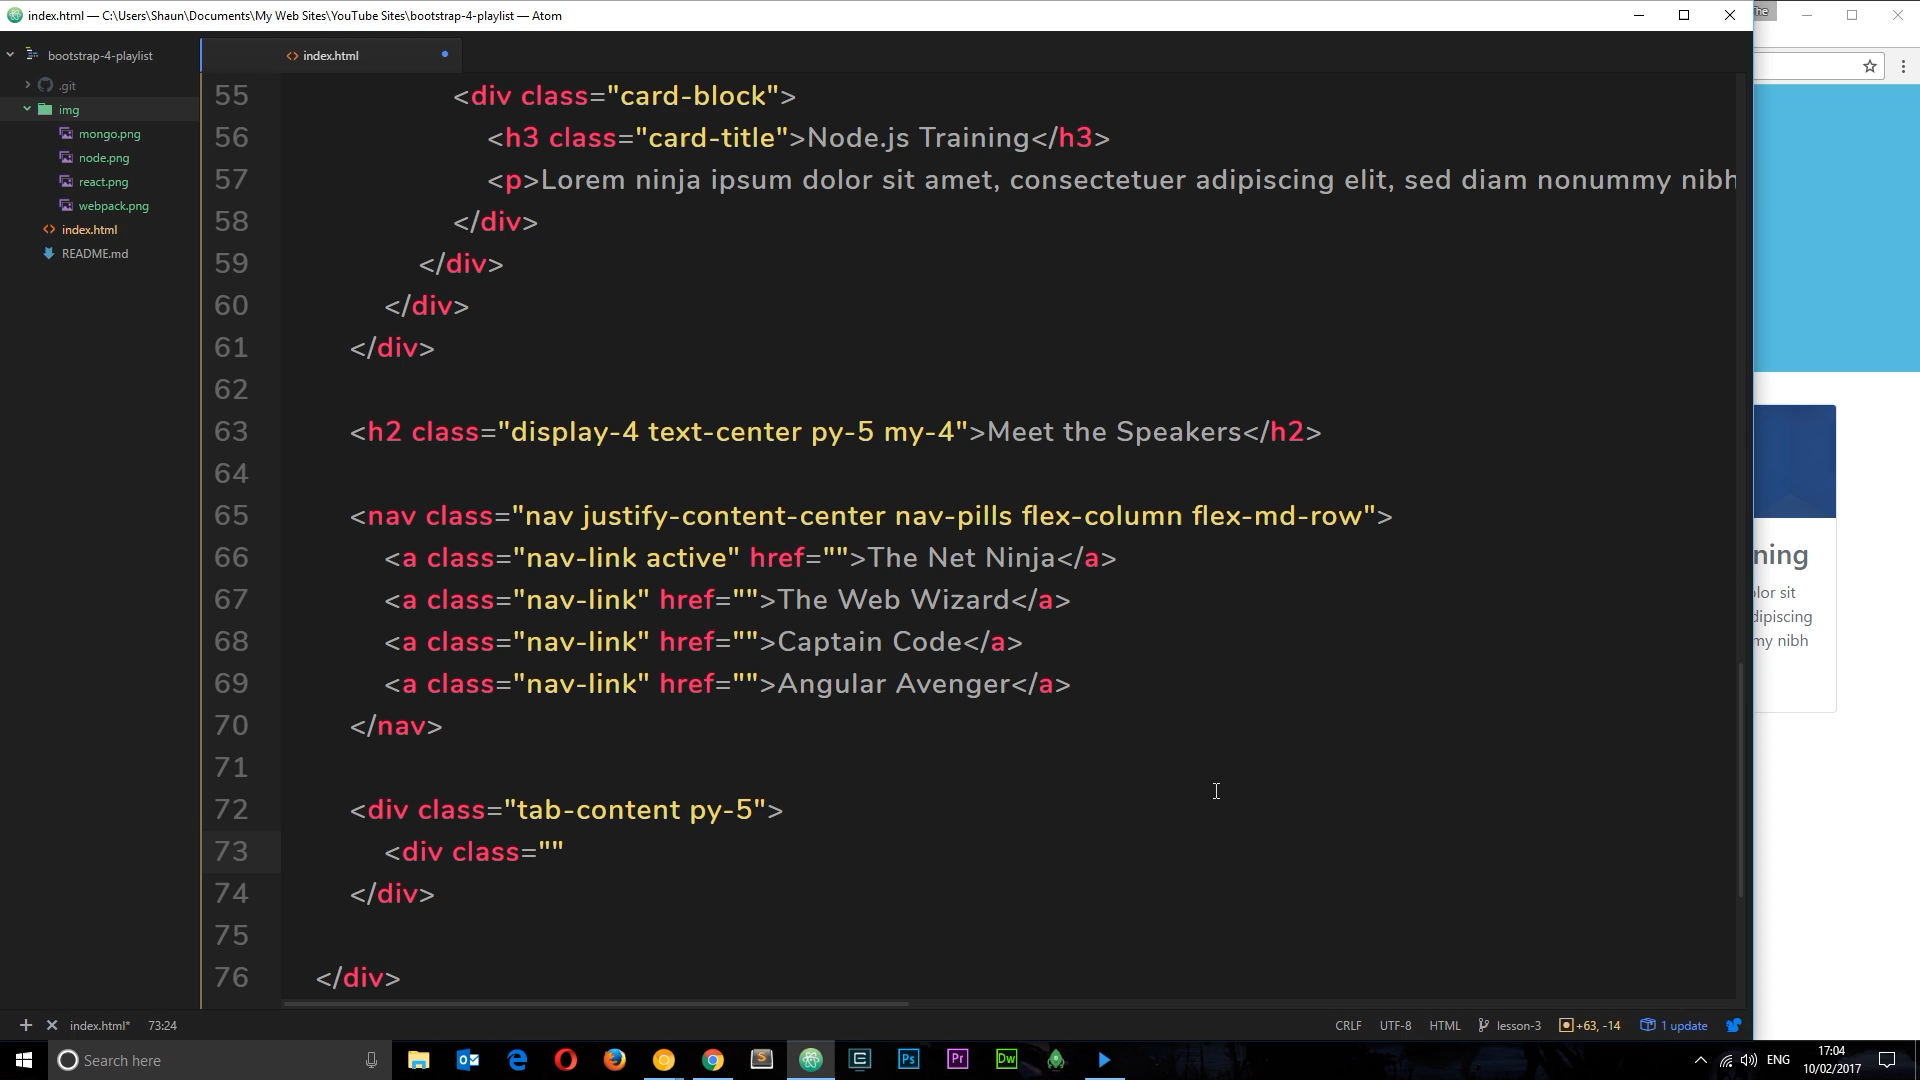 index.html — C:\Users\Shaun\Documents\My Web Sites\YouTube Sites\bootstrap-4-playlist — Atom
bootstrap-4-playlist
.git
img
mongo.png
node.png
react.png
webpack.png
index.html
README.md
index.html
55 <div class="card-block">
56 <h3 class="card-title">Node.js Training</h3>
57 <p>Lorem ninja ipsum dolor sit amet, consectetuer adipiscing elit, sed diam nonummy nibh
58 </div>
59 </div>
60 </div>
61 </div>
62
63 <h2 class="display-4 text-center py-5 my-4">Meet the Speakers</h2>
64
65 <nav class="nav justify-content-center nav-pills flex-column flex-md-row">
66 <a class="nav-link active" href="">The Net Ninja</a>
67 <a class="nav-link" href="">The Web Wizard</a>
68 <a class="nav-link" href="">Captain Code</a>
69 <a class="nav-link" href="">Angular Avenger</a>
70 </nav>
71
72 <div class="tab-content py-5">
73 <div class=""
74 </div>
75
76 </div>
ning
lor sit
dipiscing
my nibh
index.html* 73:24
CRLF UTF-8 HTML lesson-3 +63, -14 1 update
Search here
ENG
17:04
10/02/2017